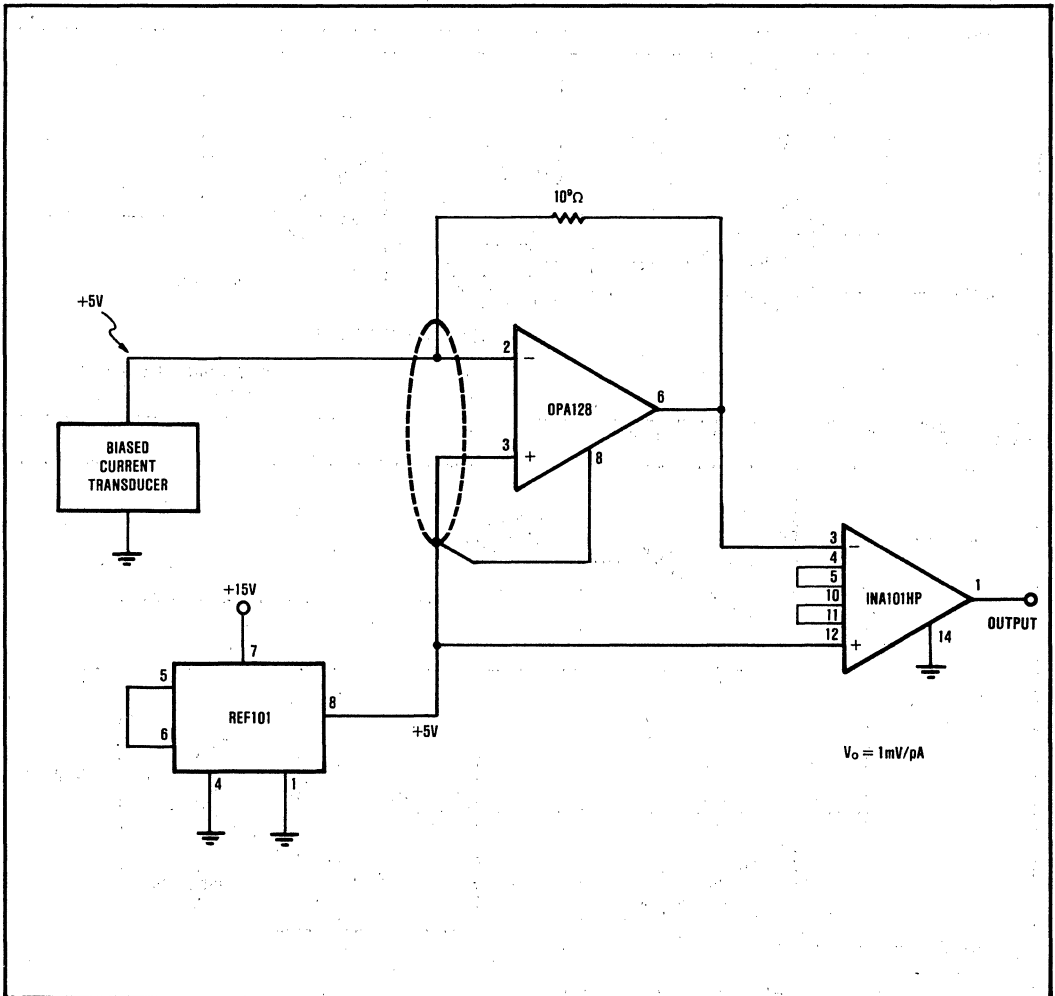 10⁹Ω
+5V
2
−
OPA128
6
3
+
8
BIASED
CURRENT
TRANSDUCER
+15V
7
5
6
REF101
8
+5V
4
1
3
−
4
5
10
11
12
+
INA101HP
1
14
OUTPUT
Vo = 1mV/pA